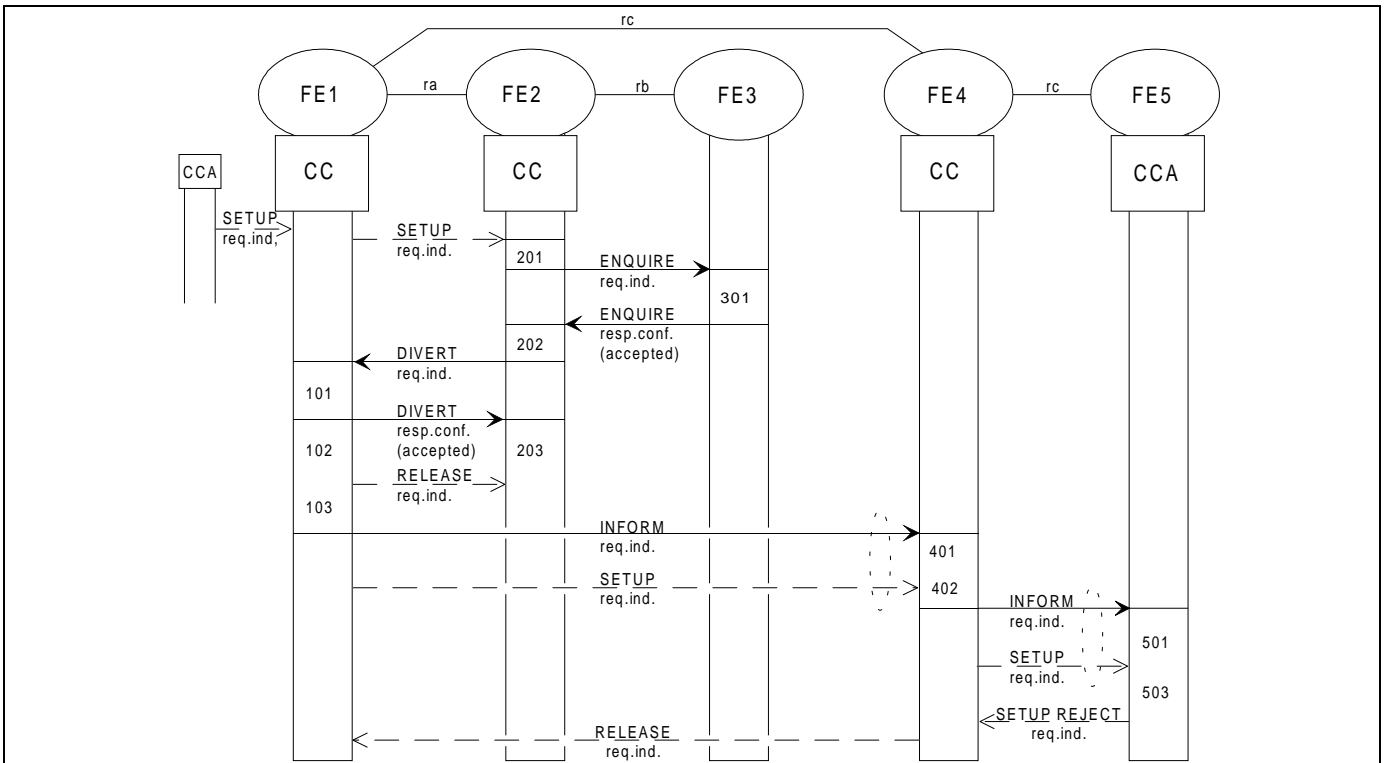 rc
FE1
ra
FE2
rb
FE3
FE4
rc
FE5
CCA
CC
CC
CC
CCA
SETUP
req.ind,
SETUP
req.ind.
201
ENQUIRE
req.ind.
301
ENQUIRE
resp.conf.
(accepted)
202
DIVERT
req.ind.
101
DIVERT
resp.conf.
(accepted)
102
203
RELEASE
req.ind.
103
INFORM
req.ind.
401
SETUP
req.ind.
402
INFORM
req.ind.
501
SETUP
req.ind.
503
SETUP REJECT
req.ind.
RELEASE
req.ind.